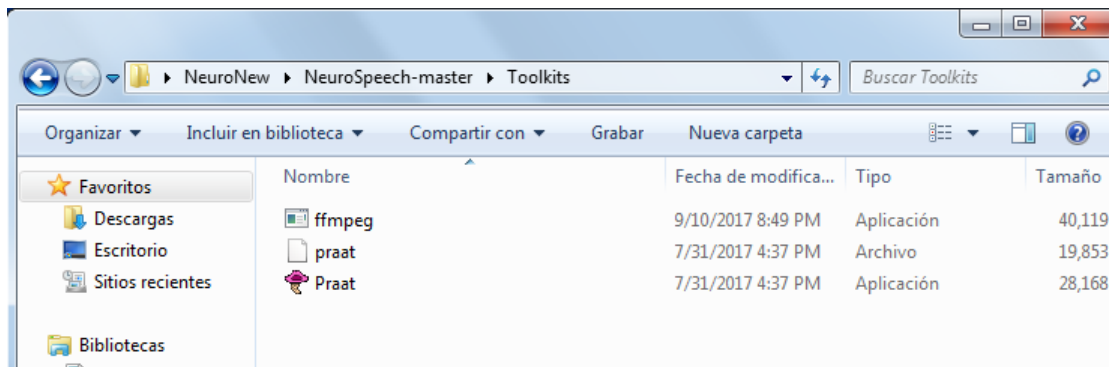 NeuroNew NeuroSpeech-master Toolkits Buscar Toolkits
Organizar Incluir en biblioteca Compartir con Grabar Nueva carpeta
Favoritos Nombre Fecha de modifica... Tipo Tamaño
Descargas ffmpeg 9/10/2017 8:49 PM Aplicación 40,119
Escritorio praat 7/31/2017 4:37 PM Archivo 19,853
Sitios recientes Praat 7/31/2017 4:37 PM Aplicación 28,168
Bibliotecas